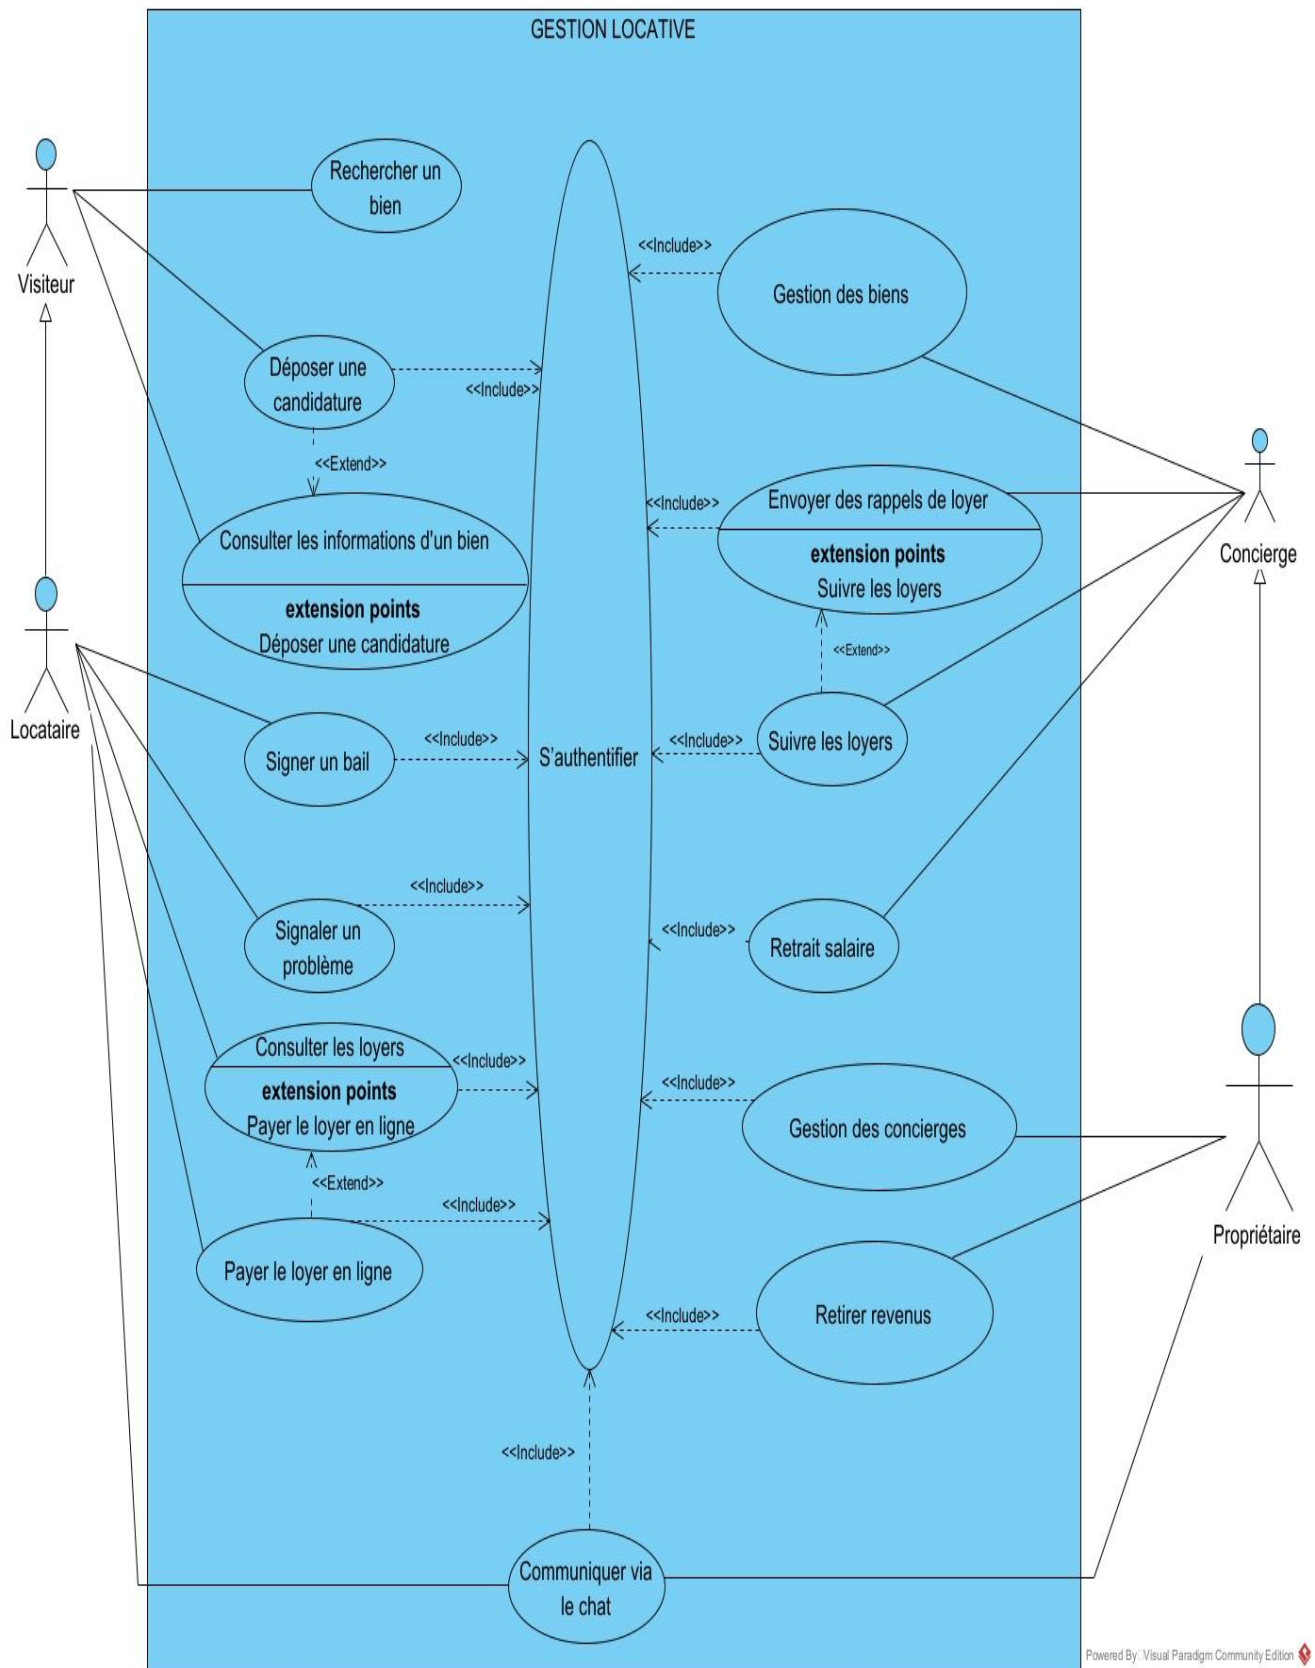 GESTION LOCATIVE
Rechercher un
bien
Visiteur
<<Include>>
Gestion des biens
Déposer une
candidature
<<Include>>
<<Extend>>
Consulter les informations d'un bien
extension points
Déposer une candidature
<<Include>>
Envoyer des rappels de loyer
extension points
Suivre les loyers
Concierge
<<Extend>>
Locataire
Signer un bail
<<Include>>
S'authentifier
<<Include>>
Suivre les loyers
<<Include>>
Signaler un
problème
<<Include>>
Retrait salaire
Consulter les loyers
extension points
Payer le loyer en ligne
<<Include>>
<<Include>>
Gestion des concierges
<<Extend>>
<<Include>>
Payer le loyer en ligne
Propriétaire
<<Include>>
Retirer revenus
<<Include>>
Communiquer via
le chat
Powered By Visual Paradigm Community Edition